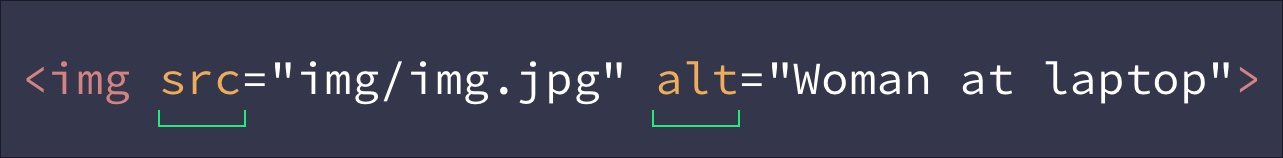 <img src="img/img.jpg" alt="Woman at laptop">